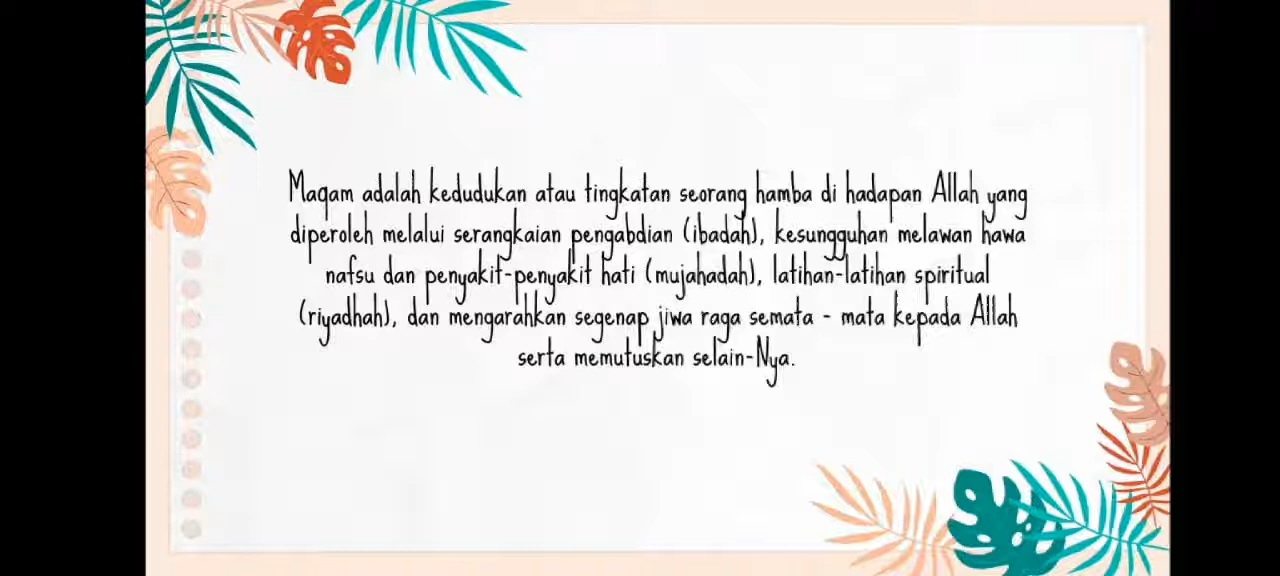 Maqam adalah kedudukan atau tingkatan seorang hamba di hadapan Allah yang
diperoleh melalui serangkaian pengabdian (ibadah), kesungguhan melawan hawa
nafsu dan penyakit-penyakit hati (mujahadah), latihan-latihan spiritual
(riyadhah), dan mengarahkan segenap jiwa raga semata - mata kepada Allah
serta memutuskan selain-Nya.